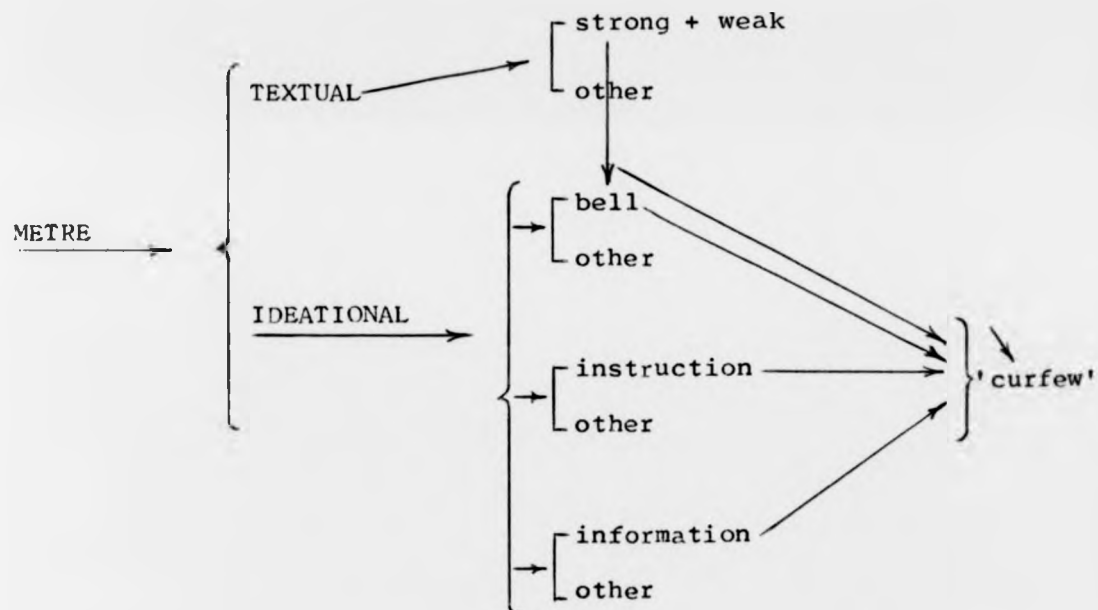 strong + weak
TEXTUAL
other
bell
METRE
other
IDEATIONAL
instruction
'curfew'
other
information
other